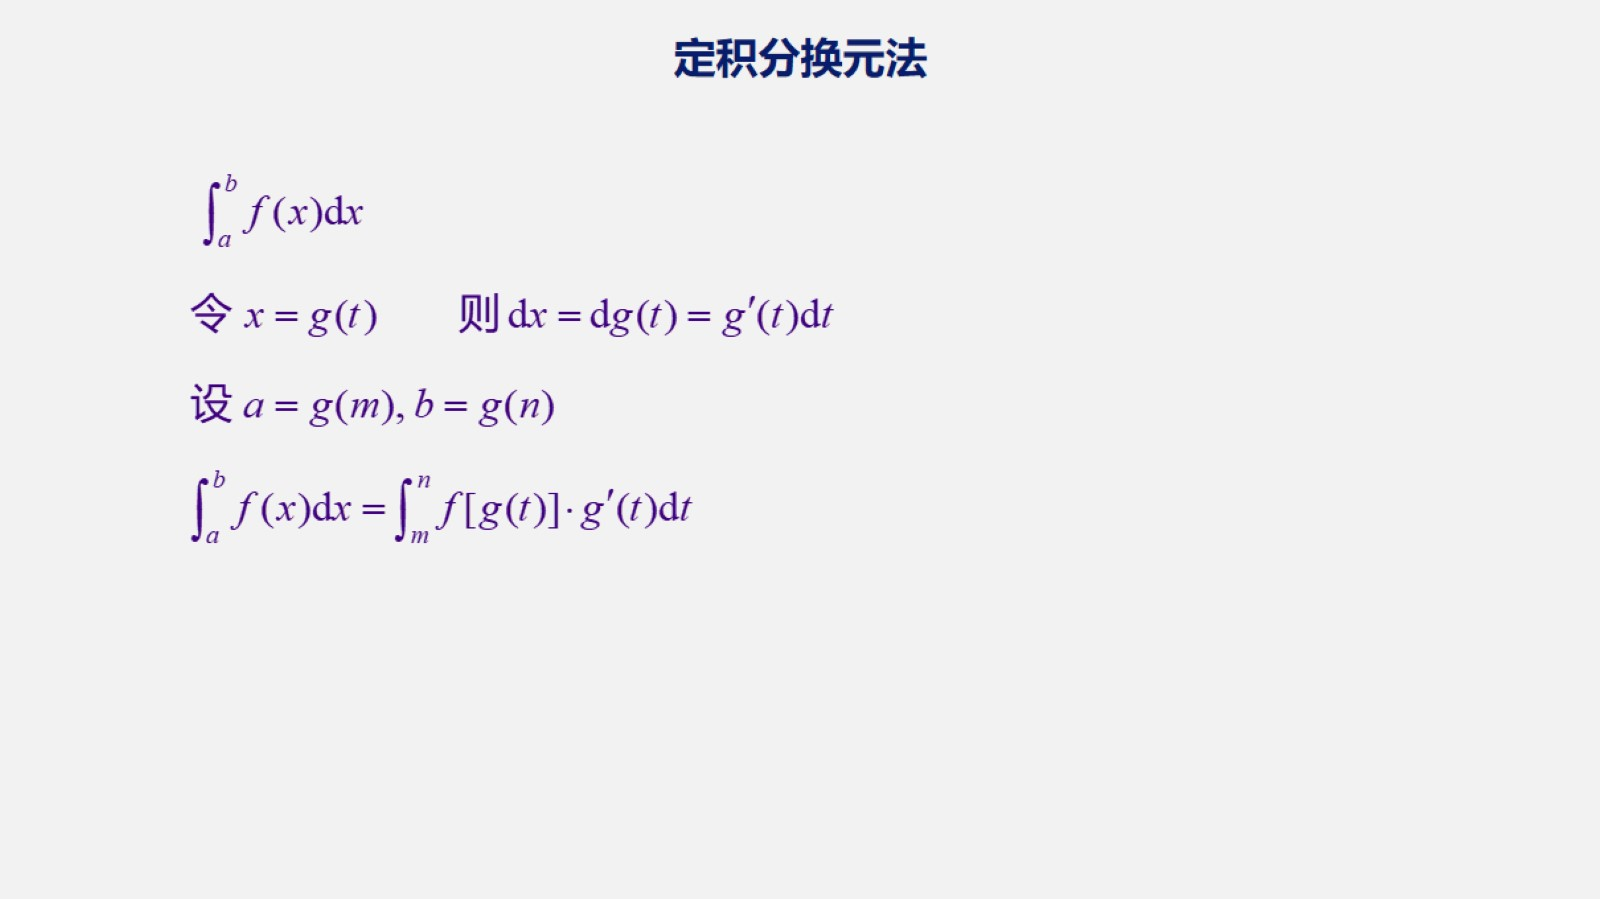 定积分换元法
∫_a^b f(x)dx
令 x = g(t) 则 dx = dg(t) = g′(t)dt
设 a = g(m), b = g(n)
∫_a^b f(x)dx = ∫_m^n f[g(t)]·g′(t)dt